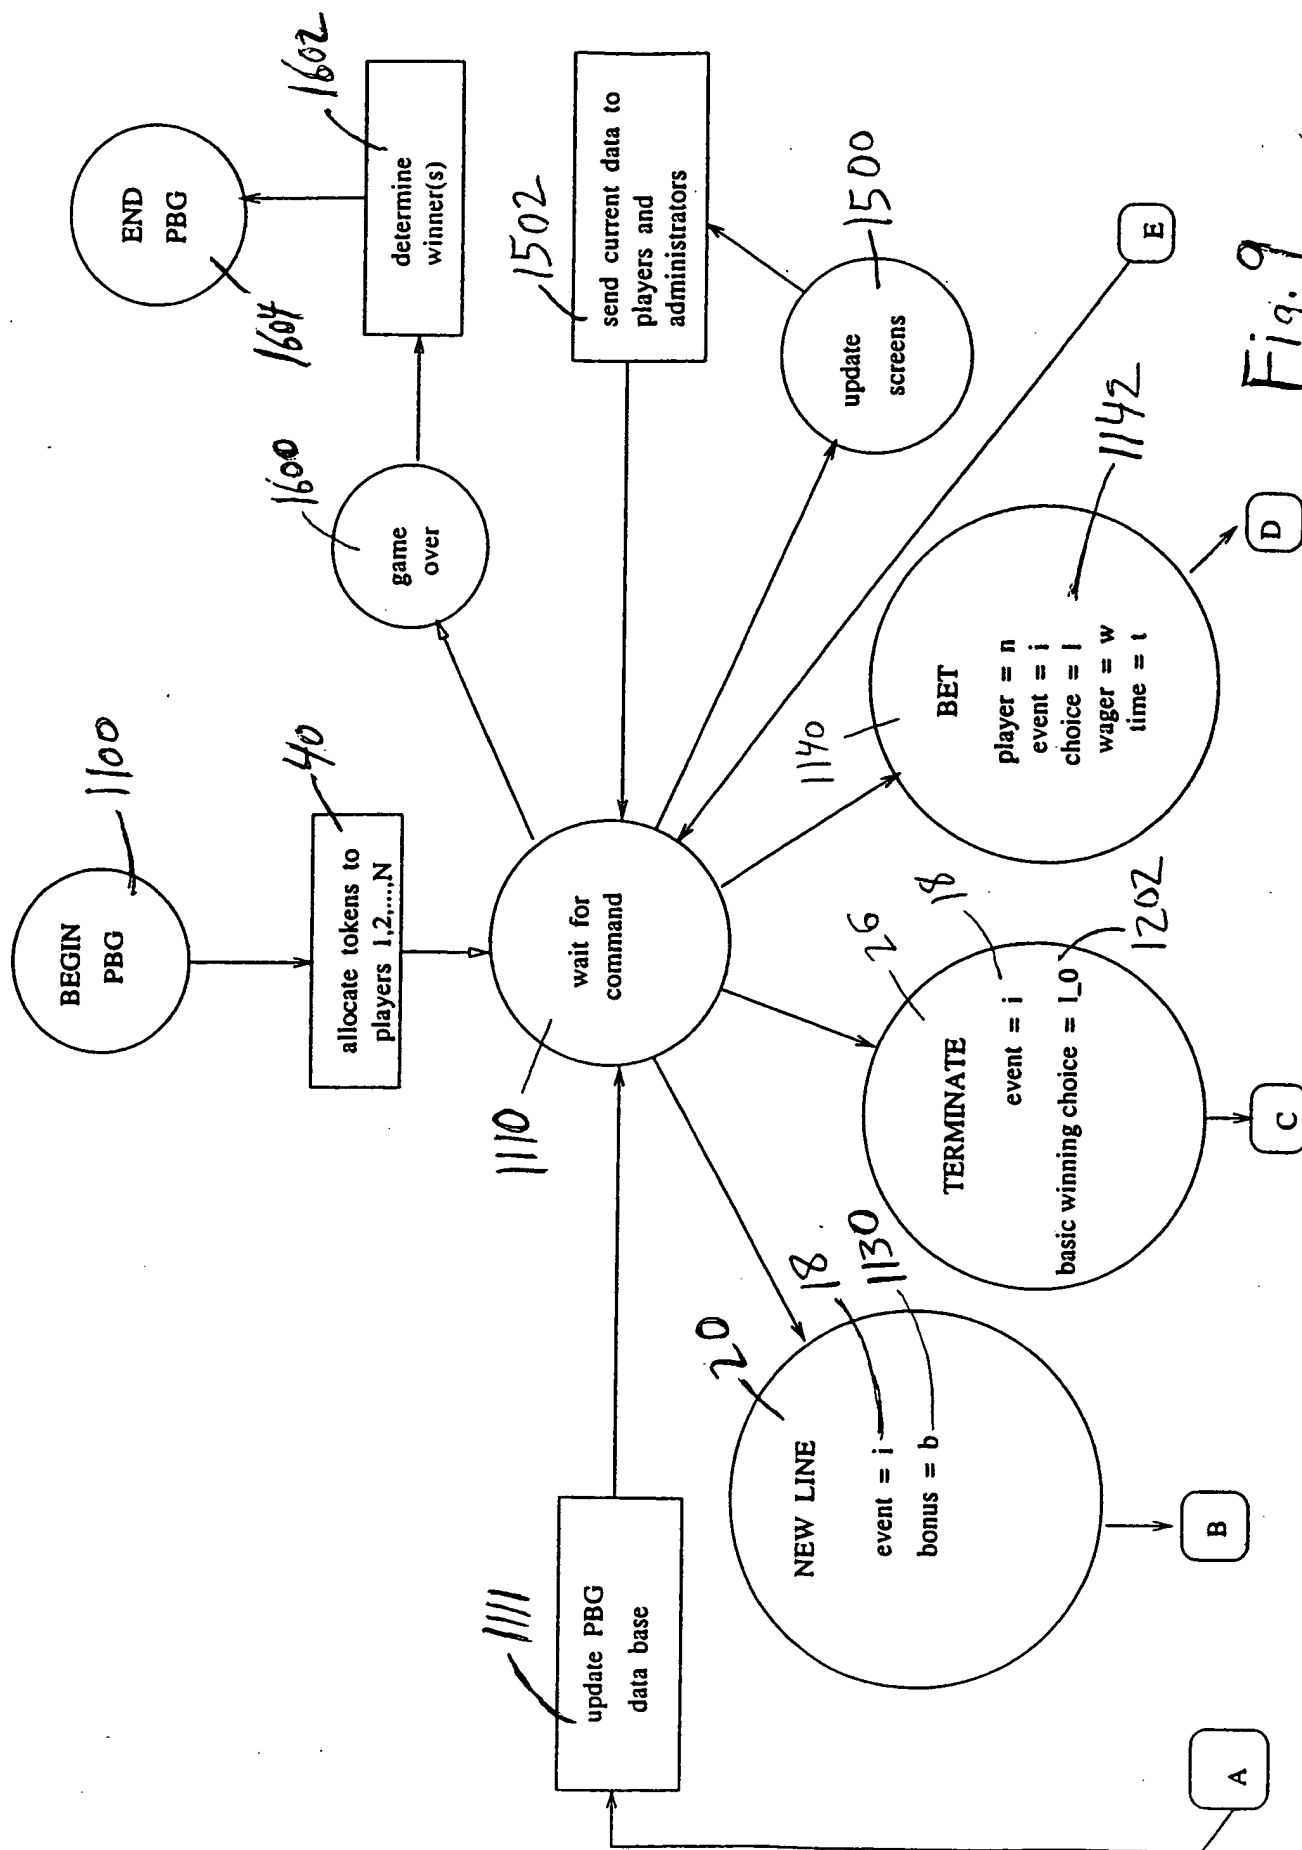 1100
BEGIN
PBG
40
allocate tokens to
players 1,2,...,N
1110
wait for
command
1600
game
over
1602
determine
winner(s)
1604
END
PBG
1502
send current data to
players and
administrators
1500
update
screens
1111
update PBG
data base
20
NEW LINE
18
event = i
1130
bonus = b
26
TERMINATE
18
event = i
1202
basic winning choice = l_0
1140
BET
1142
player = n
event = i
choice = l
wager = w
time = t
A
B
C
D
E
Fig. 9